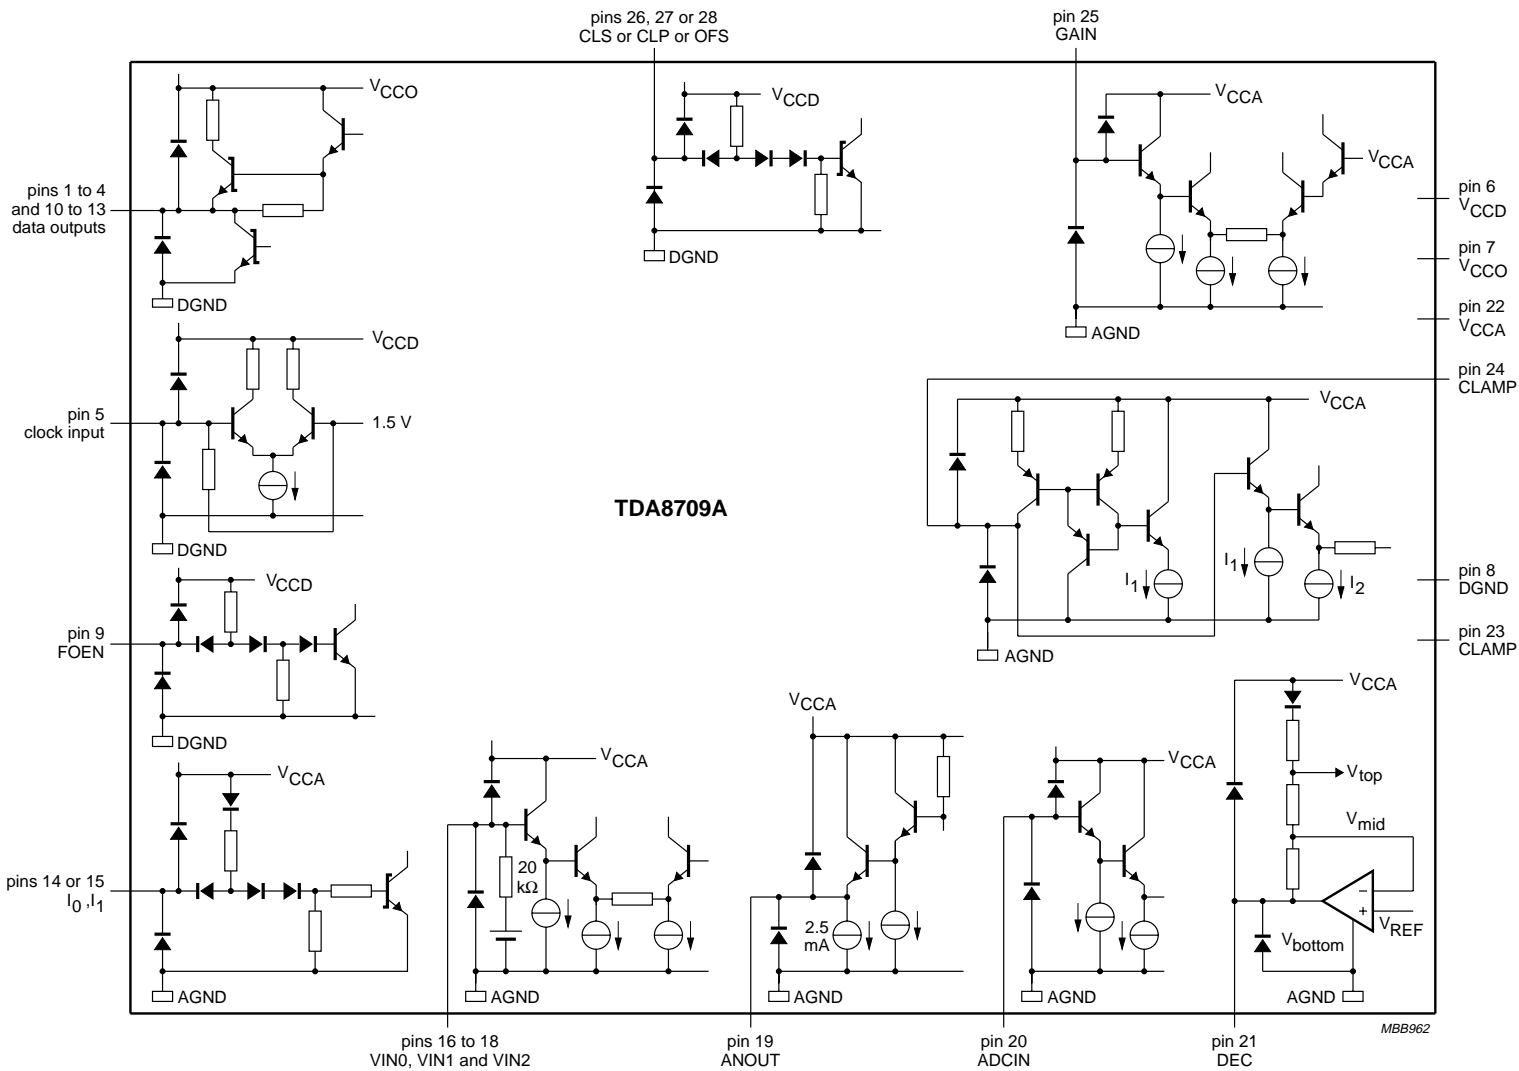 pins 26, 27 or 28
CLS or CLP or OFS
pin 25
GAIN
VCCO
VCCD
VCCA
VCCA
pins 1 to 4
and 10 to 13
data outputs
pin 6
VCCD
pin 7
VCCO
pin 22
VCCA
DGND
DGND
AGND
VCCD
pin 24
CLAMP
VCCA
pin 5
clock input
1.5 V
TDA8709A
DGND
I1
I1
I2
pin 8
DGND
VCCD
pin 9
FOEN
pin 23
CLAMP
AGND
DGND
VCCA
VCCA
VCCA
VCCA
VCCA
Vtop
Vmid
20
kΩ
pins 14 or 15
I0 ,I1
–
+
2.5
mA
VREF
Vbottom
AGND
AGND
AGND
AGND
AGND
MBB962
pins 16 to 18
VIN0, VIN1 and VIN2
pin 19
ANOUT
pin 20
ADCIN
pin 21
DEC